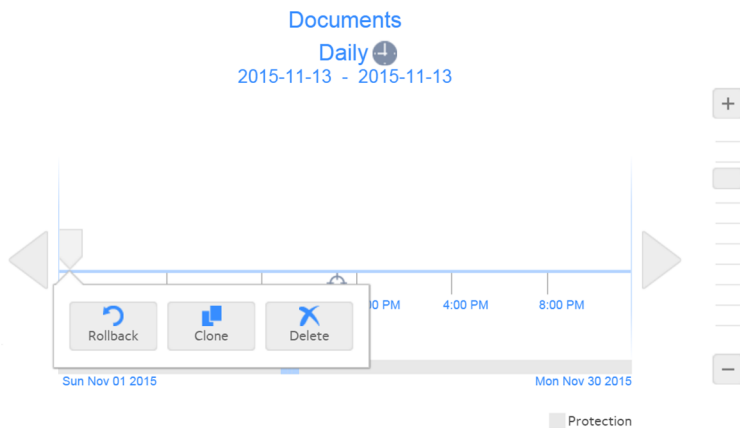 Documents
Daily
2015-11-13 - 2015-11-13
4:00 PM
8:00 PM
Rollback
Clone
Delete
Sun Nov 01 2015
Mon Nov 30 2015
Protection